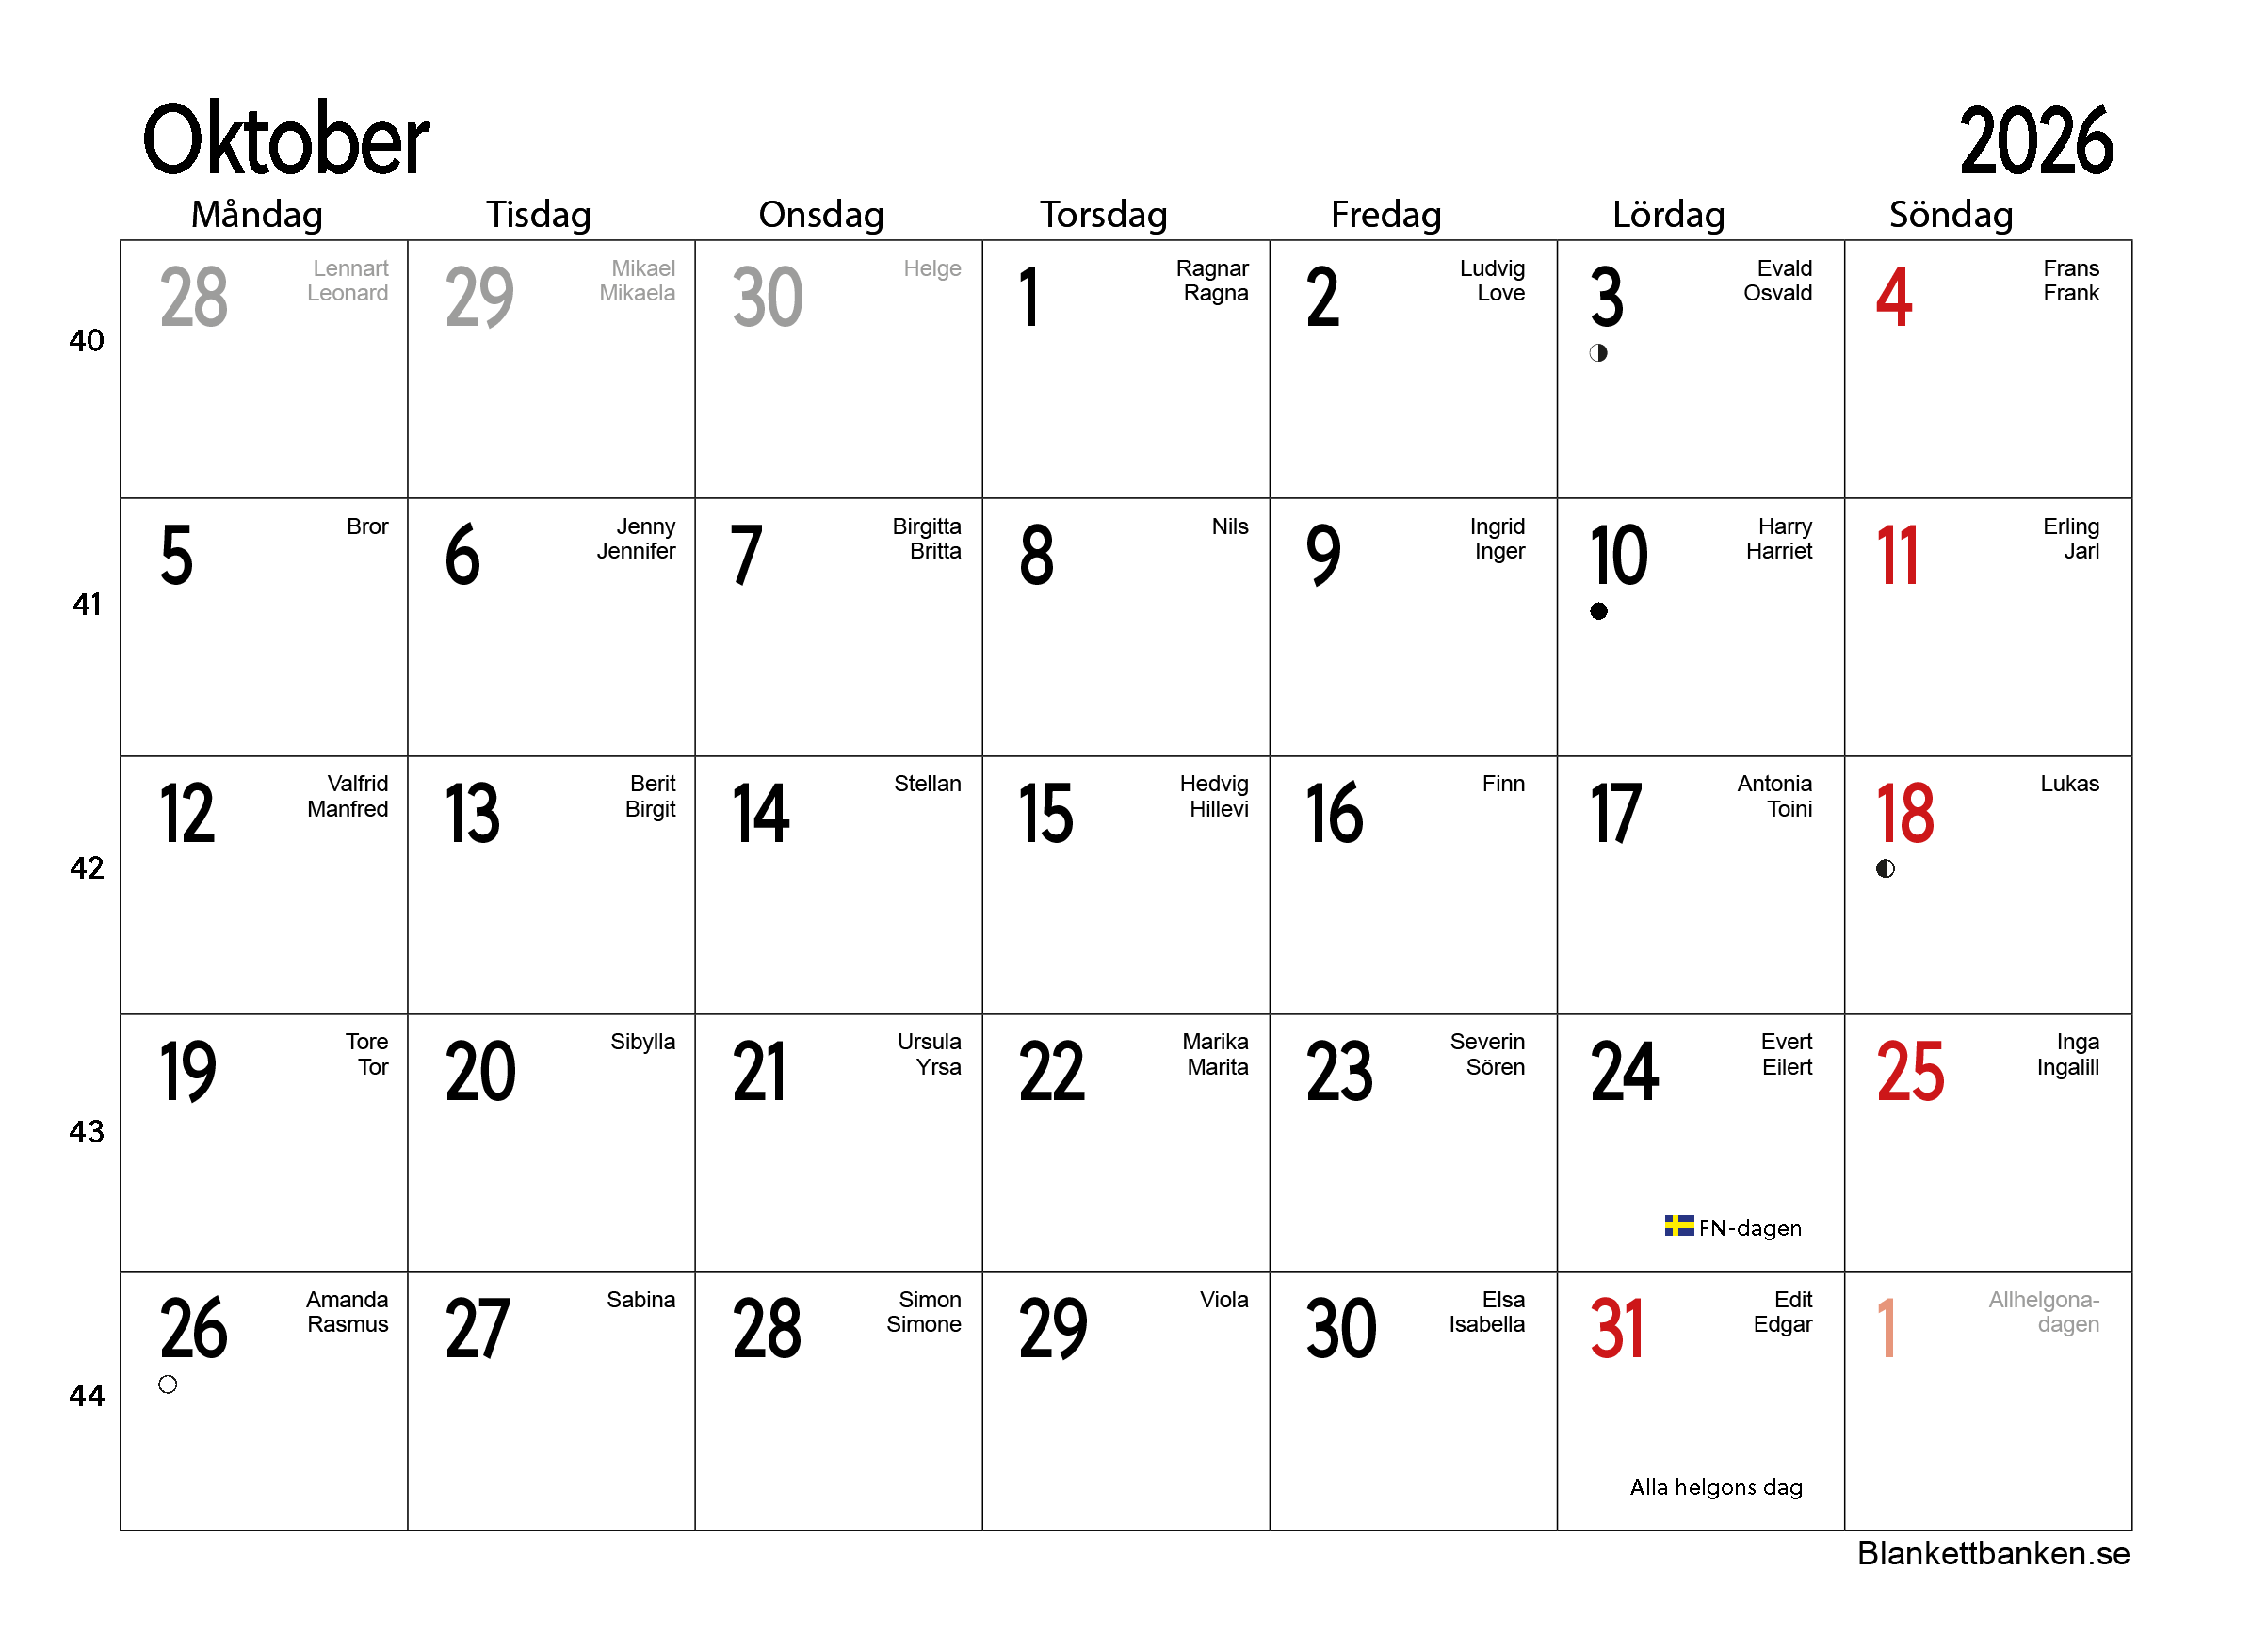 Oktober 2026
Måndag Tisdag Onsdag Torsdag Fredag Lördag Söndag
40
28 Lennart
Leonard
29 Mikael
Mikaela
30 Helge
1 Ragnar
Ragna
2 Ludvig
Love
3 Evald
Osvald
4 Frans
Frank
41
5 Bror
6 Jenny
Jennifer
7 Birgitta
Britta
8 Nils
9 Ingrid
Inger
10 Harry
Harriet
11 Erling
Jarl
42
12 Valfrid
Manfred
13 Berit
Birgit
14 Stellan
15 Hedvig
Hillevi
16 Finn
17 Antonia
Toini
18 Lukas
43
19 Tore
Tor
20 Sibylla
21 Ursula
Yrsa
22 Marika
Marita
23 Severin
Sören
24 Evert
Eilert
FN-dagen
25 Inga
Ingalill
44
26 Amanda
Rasmus
27 Sabina
28 Simon
Simone
29 Viola
30 Elsa
Isabella
31 Edit
Edgar
Alla helgons dag
1 Allhelgona-
dagen
Blankettbanken.se